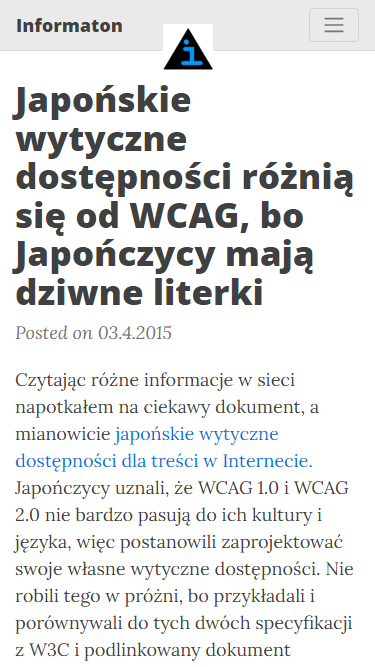 Informaton
Japońskie
wytyczne
dostępności różnią
się od WCAG, bo
Japończycy mają
dziwne literki
Posted on 03.4.2015
Czytając różne informacje w sieci
napotkałem na ciekawy dokument, a
mianowicie japońskie wytyczne
dostępności dla treści w Internecie.
Japończycy uznali, że WCAG 1.0 i WCAG
2.0 nie bardzo pasują do ich kultury i
języka, więc postanowili zaprojektować
swoje własne wytyczne dostępności. Nie
robili tego w próżni, bo przykładali i
porównywali do tych dwóch specyfikacji
z W3C i podlinkowany dokument